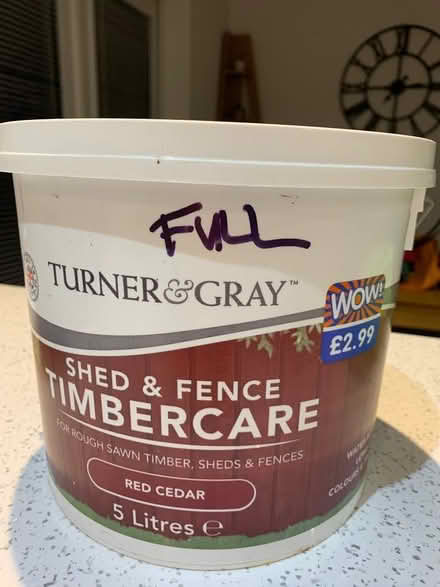 FULL
TURNER&GRAY™
WOW!
£2.99
SHED & FENCE
TIMBERCARE
FOR ROUGH SAWN TIMBER, SHEDS & FENCES
RED CEDAR
5 Litres e
COLOURS &